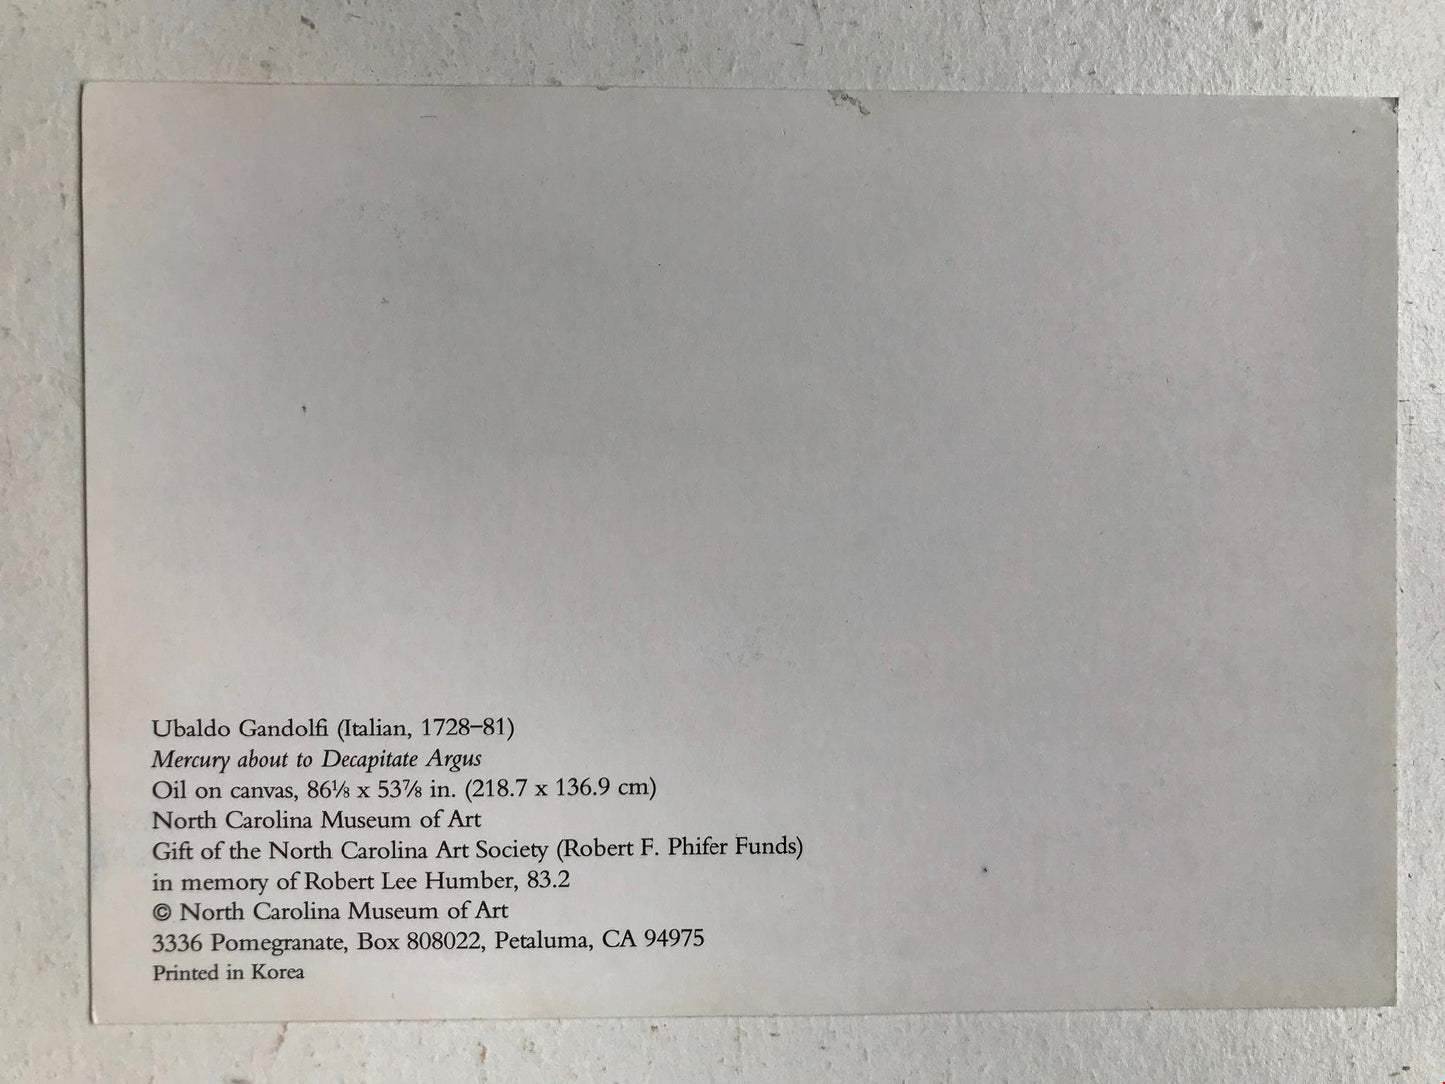 Ubaldo Gandolfi (Italian, 1728–81)
Mercury about to Decapitate Argus
Oil on canvas, 86⅛ x 53⅞ in. (218.7 x 136.9 cm)
North Carolina Museum of Art
Gift of the North Carolina Art Society (Robert F. Phifer Funds)
in memory of Robert Lee Humber, 83.2
© North Carolina Museum of Art
3336 Pomegranate, Box 808022, Petaluma, CA 94975
Printed in Korea